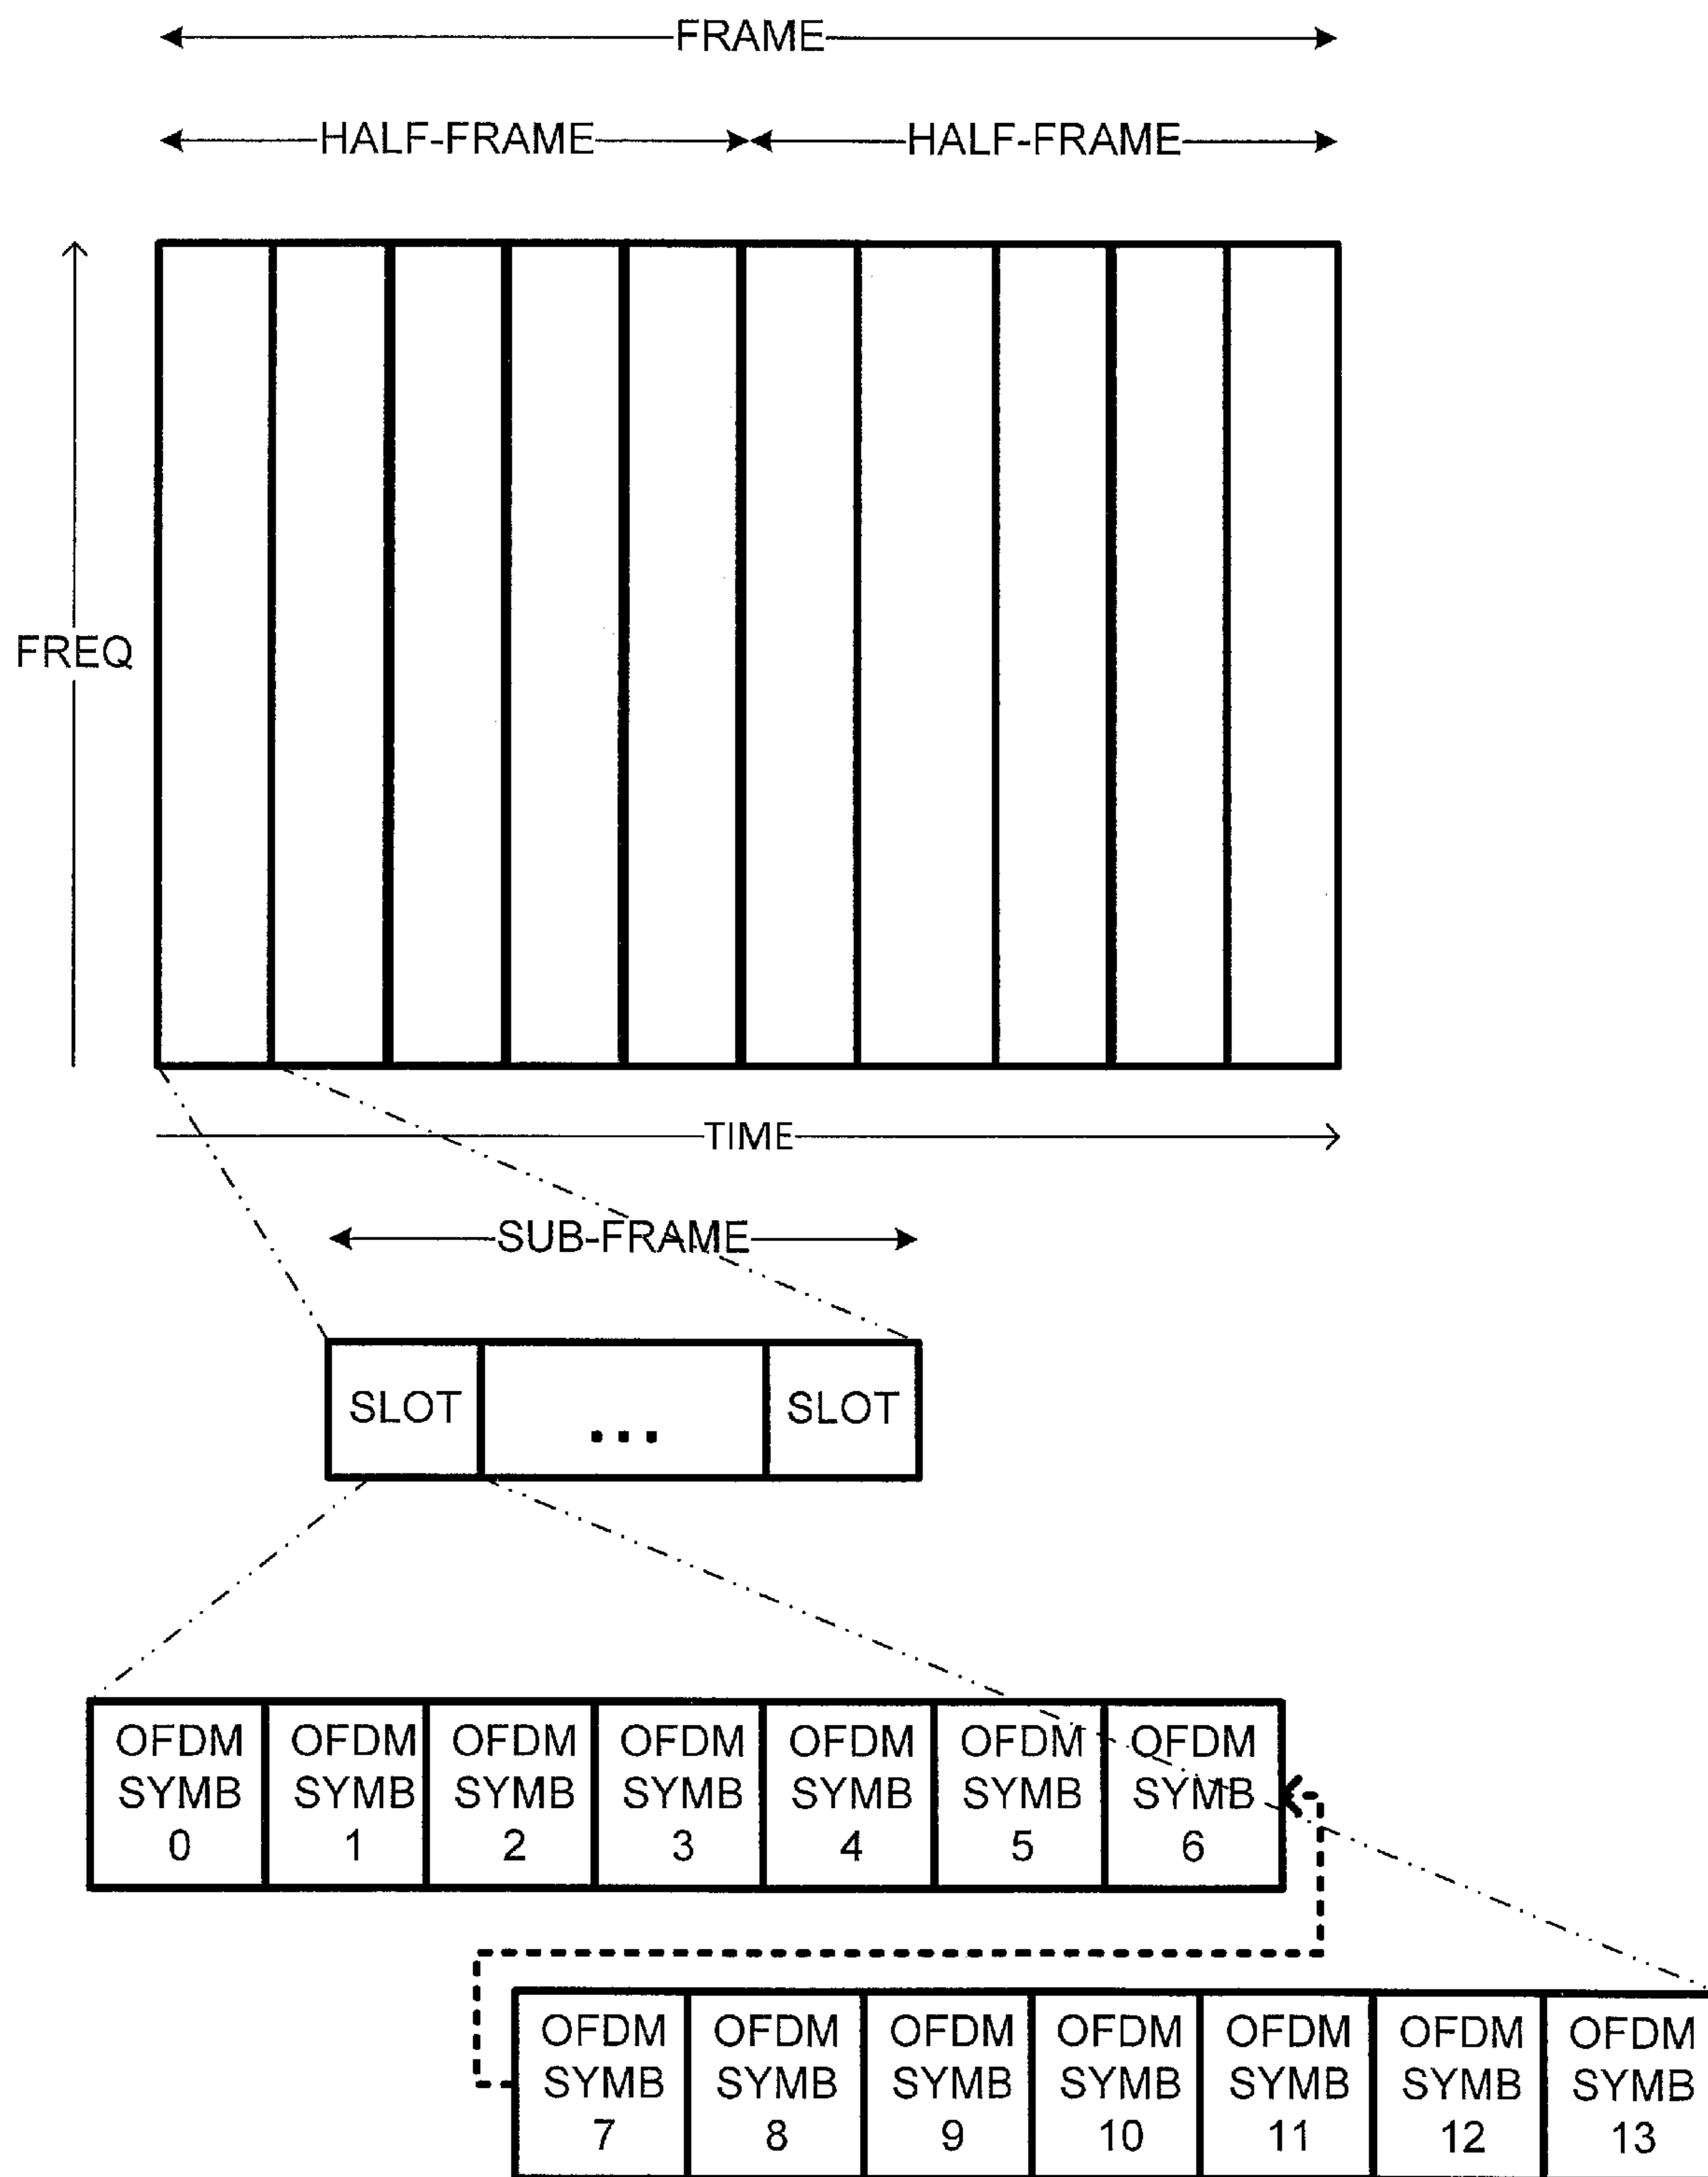 FRAME
HALF-FRAME HALF-FRAME
FREQ
TIME
SUB-FRAME
SLOT ... SLOT
OFDM OFDM OFDM OFDM OFDM OFDM OFDM
SYMB SYMB SYMB SYMB SYMB SYMB SYMB
0 1 2 3 4 5 6
OFDM OFDM OFDM OFDM OFDM OFDM OFDM
SYMB SYMB SYMB SYMB SYMB SYMB SYMB
7 8 9 10 11 12 13